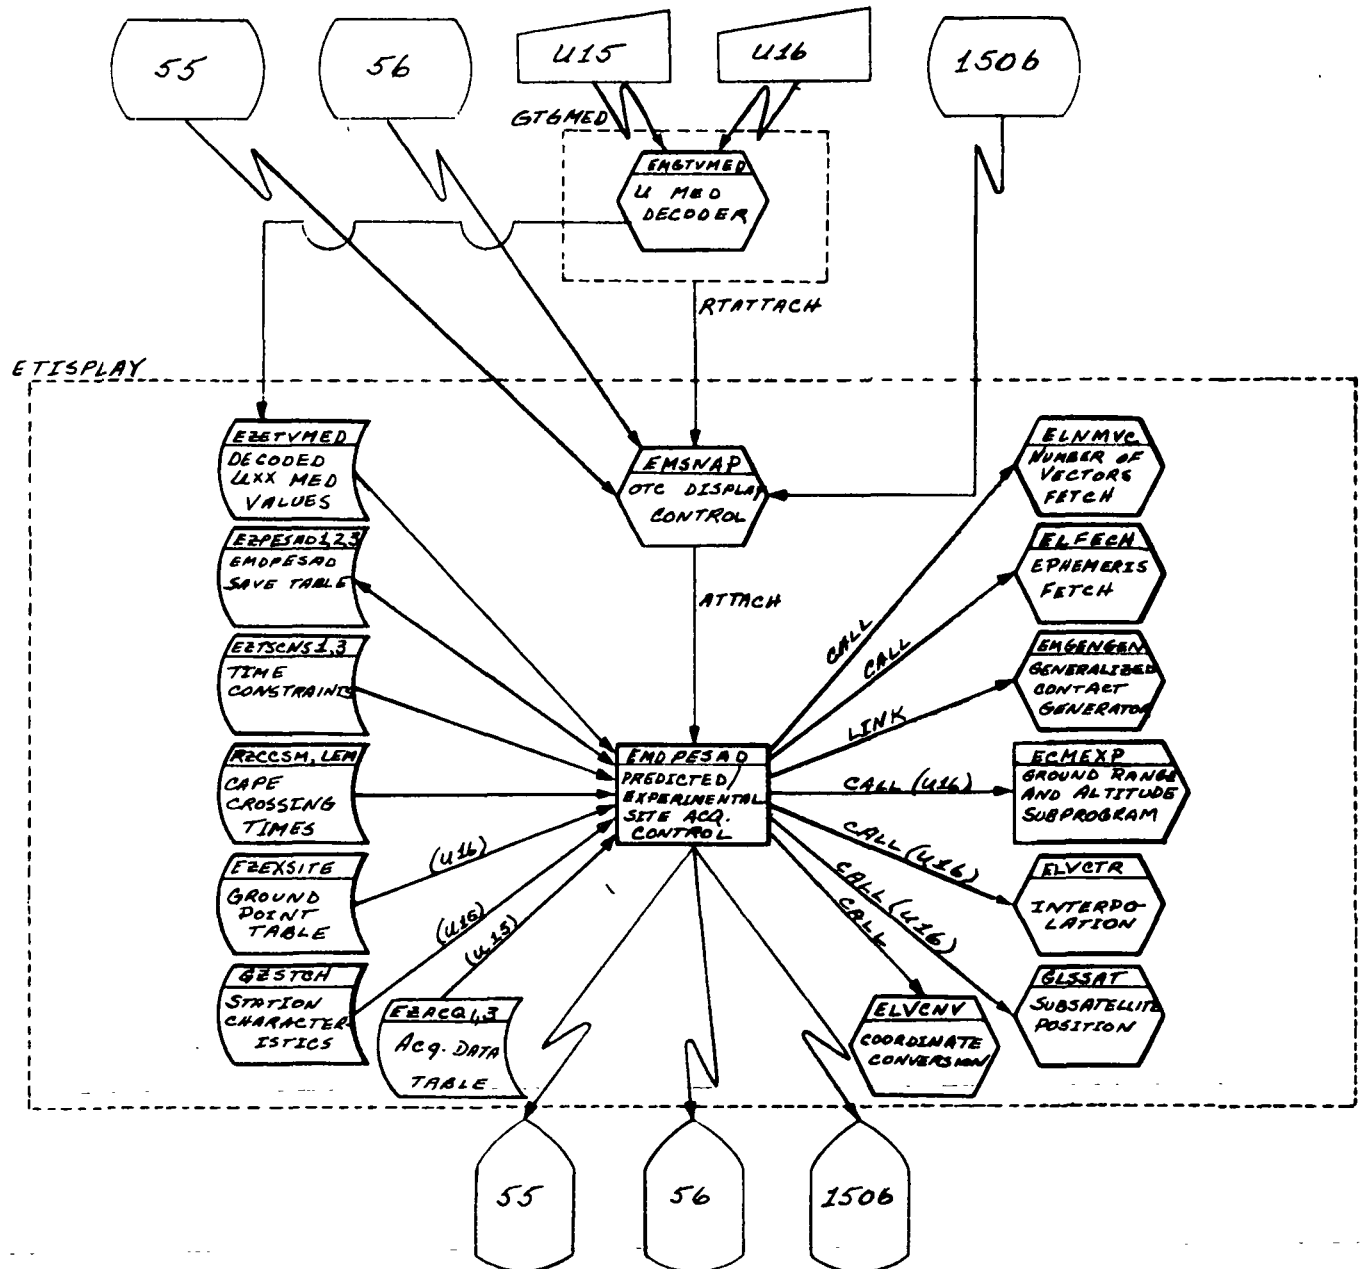 55
56
U15
U16
1506
GTGMED
EMGTVMED
U MED
DECODER
RTATTACH
ETISPLAY
EZETVMED
DECODED
UXX MED
VALUES
EMSNAP
OTC DISPLAY
CONTROL
ELNMVC
NUMBER OF
VECTORS
FETCH
EZPESAD1,2,3
EMDPESAD
SAVE TABLE
ELFECH
EPHEMERIS
FETCH
ATTACH
CALL
CALL
EZTSCNS1,3
TIME
CONSTRAINTS
EMGENGEN
GENERALIZED
CONTACT
GENERATOR
LINK
RZCCSM, LEM
CAPE
CROSSING
TIMES
EMDPESAD
PREDICTED/
EXPERIMENTAL
SITE ACQ.
CONTROL
CALL (U16)
ECMEXP
GROUND RANGE
AND ALTITUDE
SUBPROGRAM
EZEXSITE
GROUND
POINT
TABLE
(U16)
CALL (U16)
ELVCTR
INTERPO-
LATION
GZSTCH
STATION
CHARACTER-
ISTICS
(U16)
(U15)
CALL (U16)
CALL
EZACQ1,3
ACQ. DATA
TABLE
ELVCNV
COORDINATE
CONVERSION
GLSSAT
SUBSATELLITE
POSITION
55
56
1506